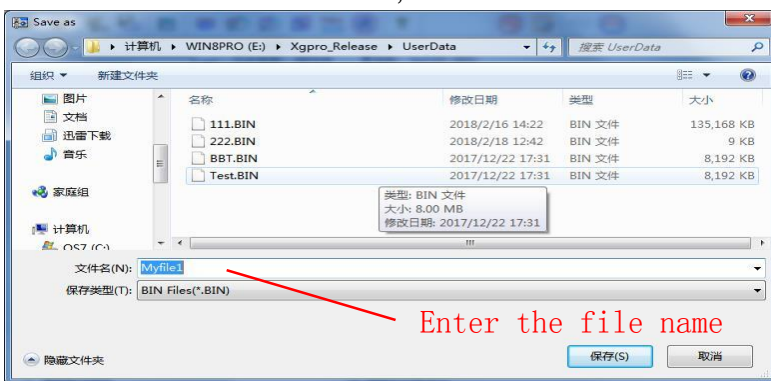 Save as
计算机 ▸ WIN8PRO (E:) ▸ Xgpro_Release ▸ UserData
搜索 UserData
组织 新建文件夹
图片
文档
迅雷下载
音乐
家庭组
计算机
OS7 (C:)
名称 修改日期 类型 大小
111.BIN 2018/2/16 14:22 BIN 文件 135,168 KB
222.BIN 2018/2/18 12:42 BIN 文件 9 KB
BBT.BIN 2017/12/22 17:31 BIN 文件 8,192 KB
Test.BIN 2017/12/22 17:31 BIN 文件 8,192 KB
类型: BIN 文件
大小: 8.00 MB
修改日期: 2017/12/22 17:31
文件名(N): Myfile1
保存类型(T): BIN Files(*.BIN)
Enter the file name
隐藏文件夹 保存(S) 取消